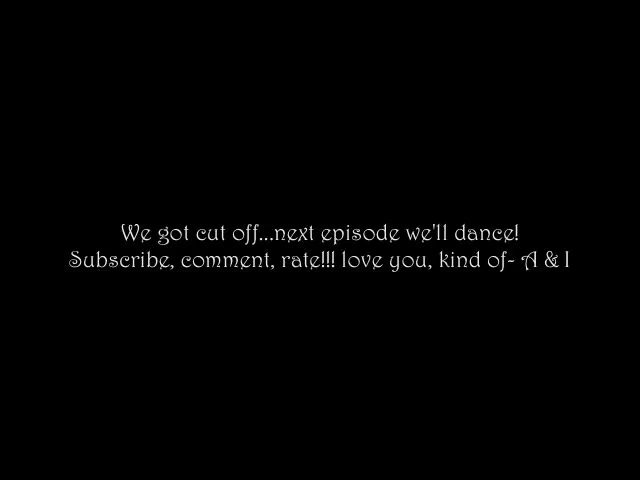 We got cut off...next episode we'll dance!
Subscribe, comment, rate!!! love you, kind of- A & I